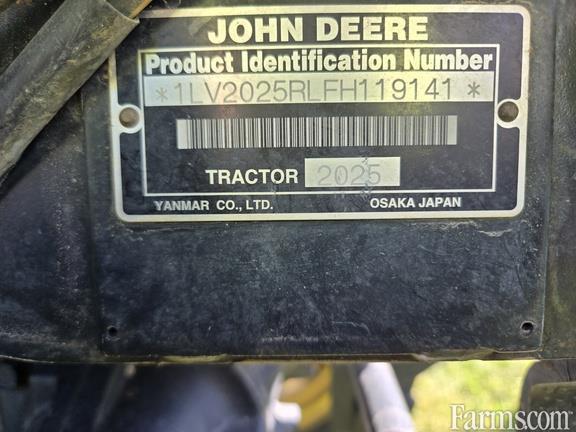 JOHN DEERE
Product Identification Number
*1LV2025RLFH119141*
TRACTOR 2025
YANMAR CO., LTD. OSAKA JAPAN
Farms.com